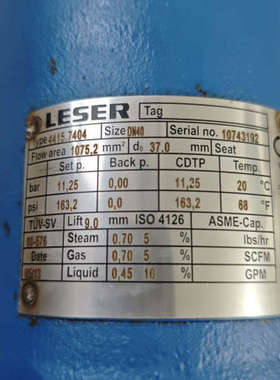 LESER Tag
Type 4415.7404 Size DN40 Serial no. 10743192
Flow area 1075,2 mm² d₀ 37,0 mm Seat
Set p. Back p. CDTP Temp.
bar 11,25 0,00 11,25 20 °C
psi 163,2 0,0 163,2 68 °F
TÜV-SV Lift 9.0 mm ISO 4126 ASME-Cap.
Steam 0,70 5 % lbs/hr
Gas 0,70 5 % SCFM
Liquid 0,45 10 % GPM